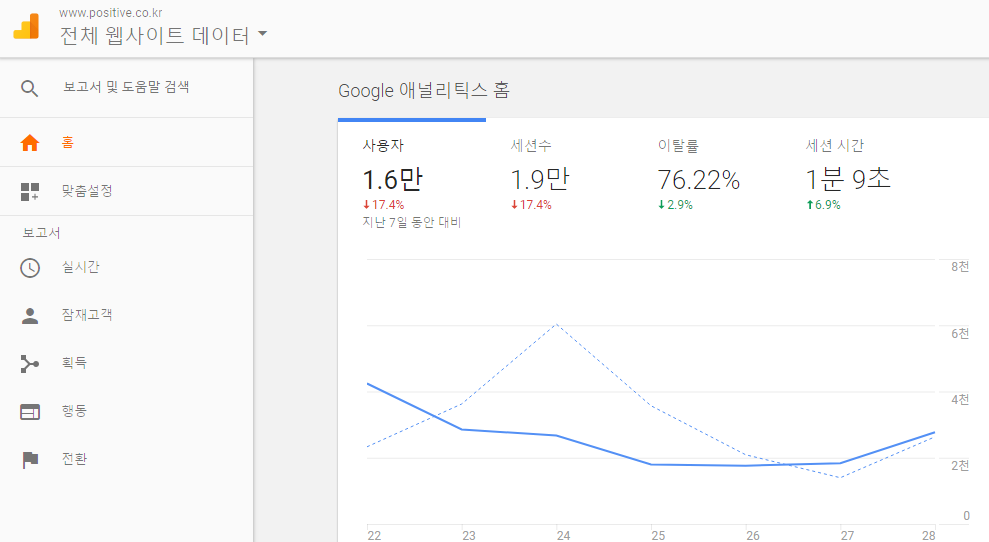 www.positive.co.kr
전체 웹사이트 데이터
보고서 및 도움말 검색
홈
맞춤설정
보고서
실시간
잠재고객
획득
행동
전환
Google 애널리틱스 홈
사용자 세션수 이탈률 세션 시간
1.6만 1.9만 76.22% 1분 9초
↓17.4% ↓17.4% ↓2.9% ↑6.9%
지난 7일 동안 대비
8천
6천
4천
2천
0
22 23 24 25 26 27 28